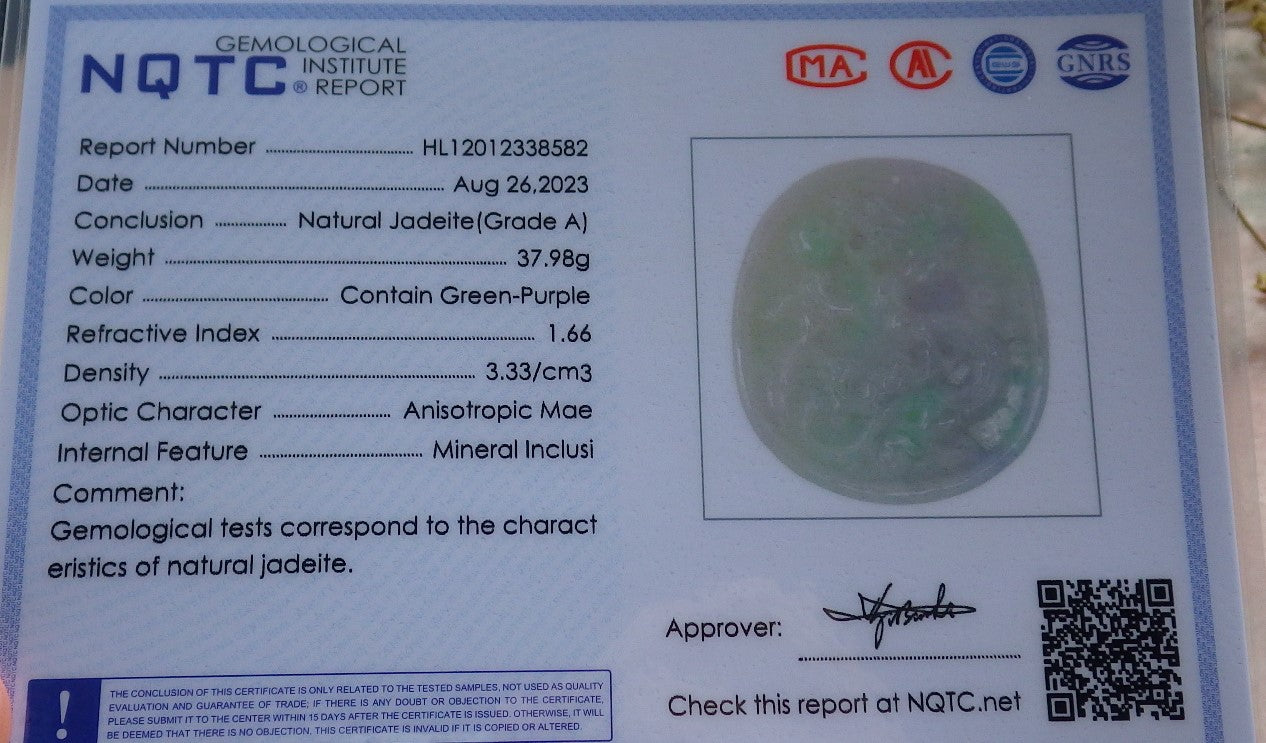 NQTC® GEMOLOGICAL INSTITUTE REPORT
MA AL GNRS
Report Number HL12012338582
Date Aug 26,2023
Conclusion Natural Jadeite(Grade A)
Weight 37.98g
Color Contain Green-Purple
Refractive Index 1.66
Density 3.33/cm3
Optic Character Anisotropic Mae
Internal Feature Mineral Inclusi
Comment:
Gemological tests correspond to the charact
eristics of natural jadeite.
Approver:
Check this report at NQTC.net
! THE CONCLUSION OF THIS CERTIFICATE IS ONLY RELATED TO THE TESTED SAMPLES, NOT USED AS QUALITY
EVALUATION AND GUARANTEE OF TRADE; IF THERE IS ANY DOUBT OR OBJECTION TO THE CERTIFICATE,
PLEASE SUBMIT IT TO THE CENTER WITHIN 15 DAYS AFTER THE CERTIFICATE IS ISSUED. OTHERWISE, IT WILL
BE DEEMED THAT THERE IS NO OBJECTION. THIS CERTIFICATE IS INVALID IF IT IS COPIED OR ALTERED.